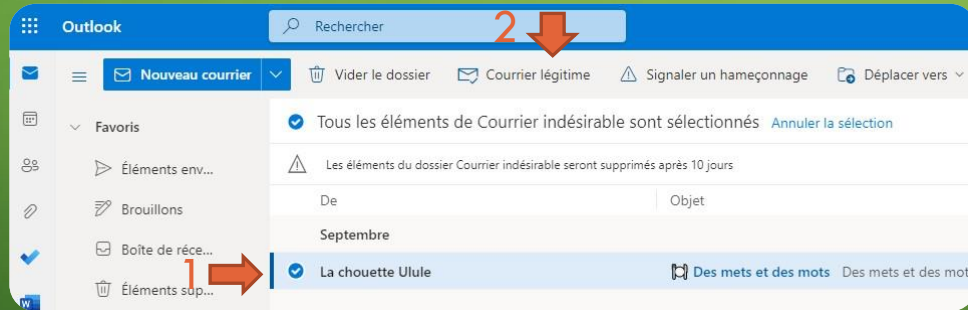 Outlook
Rechercher
2
Nouveau courrier
Vider le dossier
Courrier légitime
Signaler un hameçonnage
Déplacer vers
Favoris
Tous les éléments de Courrier indésirable sont sélectionnés Annuler la sélection
Éléments env...
Les éléments du dossier Courrier indésirable seront supprimés après 10 jours
Brouillons
De
Objet
Boîte de réce...
Septembre
1
La chouette Ulule
Des mets et des mots Des mets et des mot
Éléments sup...
W